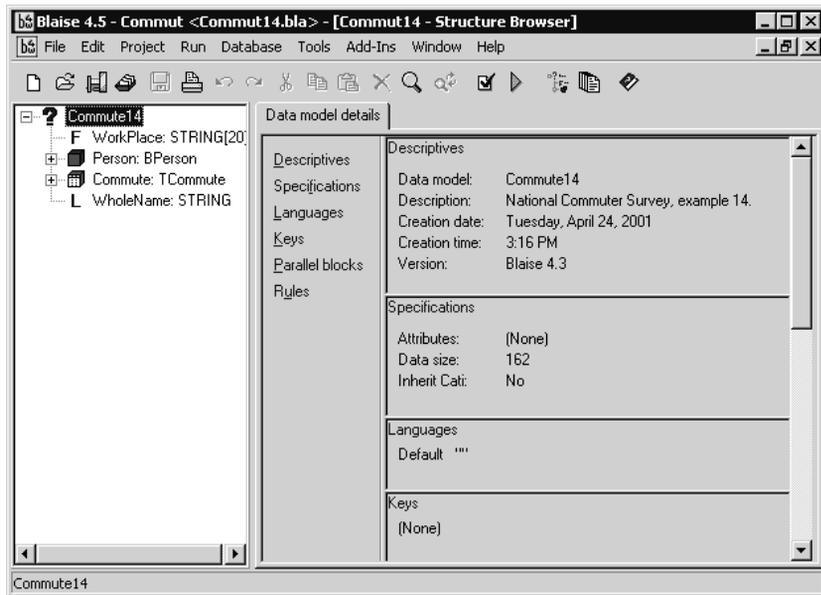 Blaise 4.5 - Commut <Commut14.bla> - [Commut14 - Structure Browser]
File Edit Project Run Database Tools Add-Ins Window Help
Commute14
F WorkPlace: STRING[20]
Person: BPerson
Commute: TCommute
L WholeName: STRING
Data model details
Descriptives
Specifications
Languages
Keys
Parallel blocks
Rules
Descriptives
Data model: Commute14
Description: National Commuter Survey, example 14.
Creation date: Tuesday, April 24, 2001
Creation time: 3:16 PM
Version: Blaise 4.3
Specifications
Attributes: (None)
Data size: 162
Inherit Cati: No
Languages
Default ""
Keys
(None)
Commute14